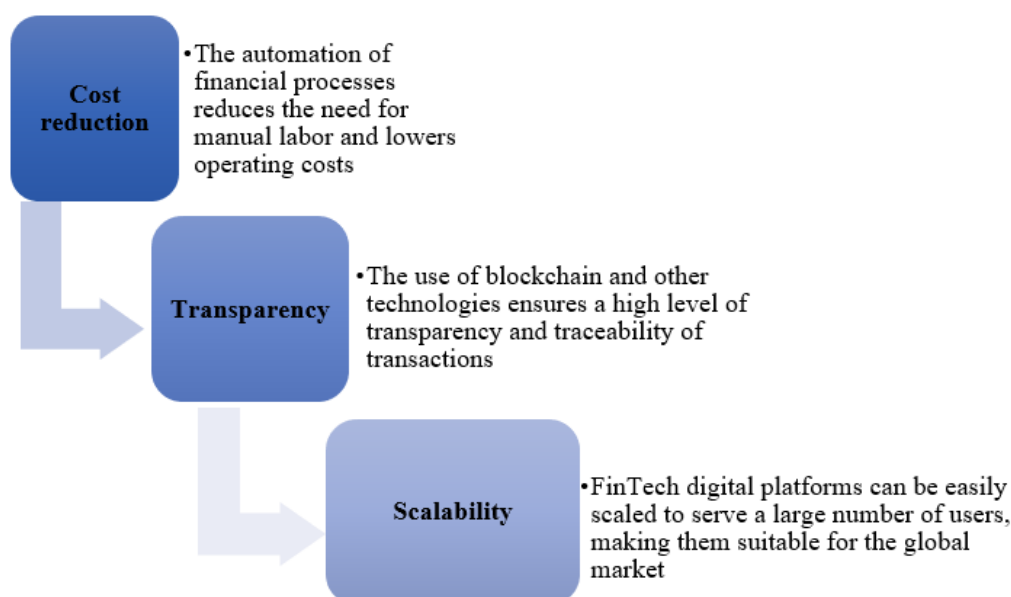 Cost
reduction
•The automation of
financial processes
reduces the need for
manual labor and lowers
operating costs
Transparency
•The use of blockchain and other
technologies ensures a high level of
transparency and traceability of
transactions
Scalability
•FinTech digital platforms can be easily
scaled to serve a large number of users,
making them suitable for the global
market